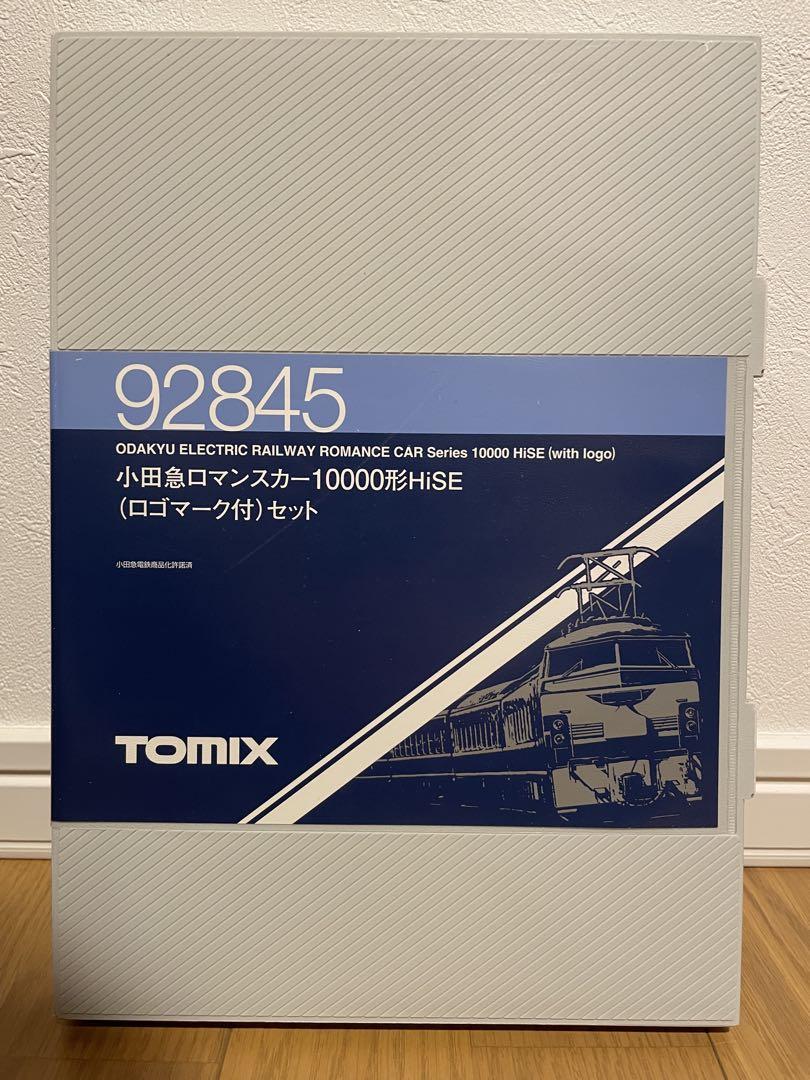 92845
ODAKYU ELECTRIC RAILWAY ROMANCE CAR Series 10000 HiSE (with logo)
小田急ロマンスカー10000形HiSE
(ロゴマーク付)セット
小田急電鉄商品化許諾済
TOMIX